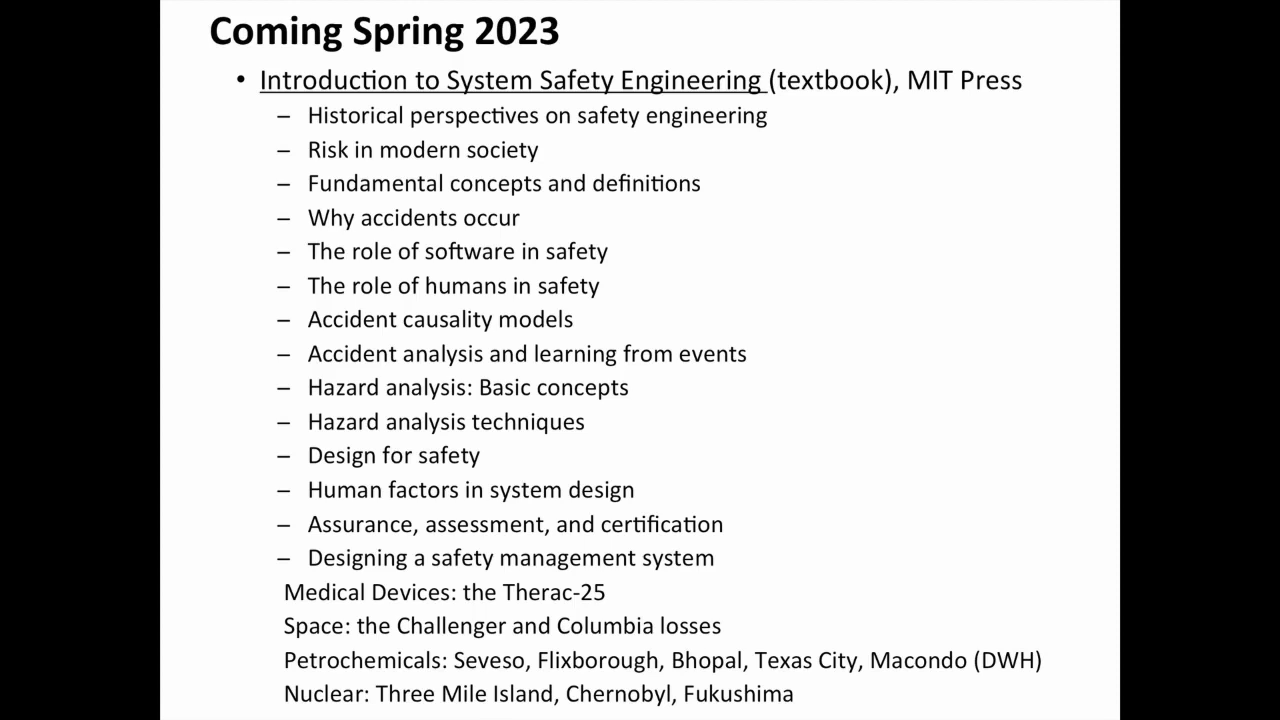 Coming Spring 2023
• Introduction to System Safety Engineering (textbook), MIT Press
– Historical perspectives on safety engineering
– Risk in modern society
– Fundamental concepts and definitions
– Why accidents occur
– The role of software in safety
– The role of humans in safety
– Accident causality models
– Accident analysis and learning from events
– Hazard analysis: Basic concepts
– Hazard analysis techniques
– Design for safety
– Human factors in system design
– Assurance, assessment, and certification
– Designing a safety management system
Medical Devices: the Therac-25
Space: the Challenger and Columbia losses
Petrochemicals: Seveso, Flixborough, Bhopal, Texas City, Macondo (DWH)
Nuclear: Three Mile Island, Chernobyl, Fukushima